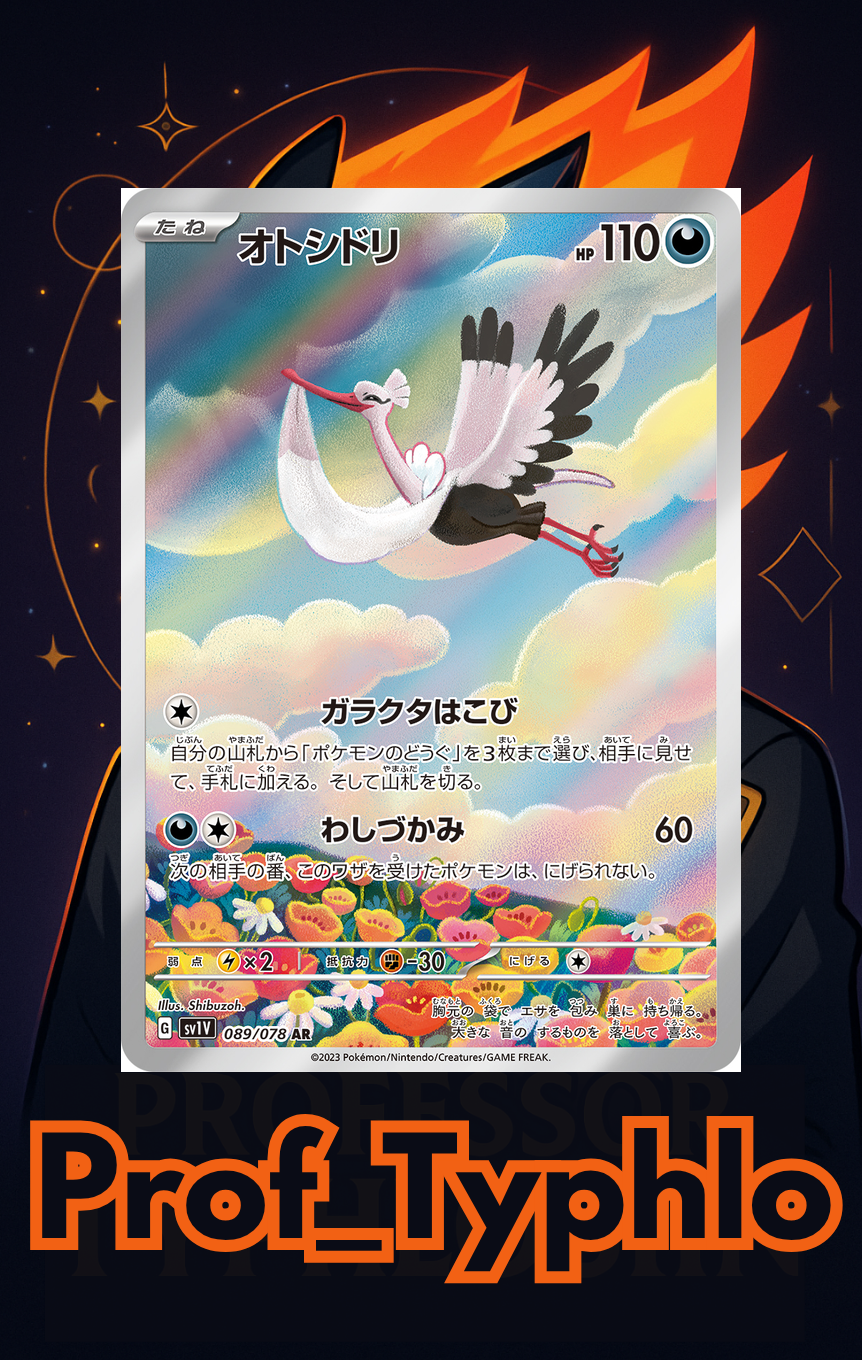 たね
オトシドリ
HP 110
ガラクタはこび
自分の山札から「ポケモンのどうぐ」を3枚まで選び、相手に見せ
て、手札に加える。そして山札を切る。
わしづかみ 60
次の相手の番、このワザを受けたポケモンは、にげられない。
弱点 ×2 抵抗力 -30 にげる
Illus. Shibuzoh.
胸元の 袋で エサを 包み 巣に 持ち帰る。
大きな 音の するものを 落として 喜ぶ。
G sv1V 089/078 AR
©2023 Pokémon/Nintendo/Creatures/GAME FREAK.
PROFESSOR
Prof_Typhlo